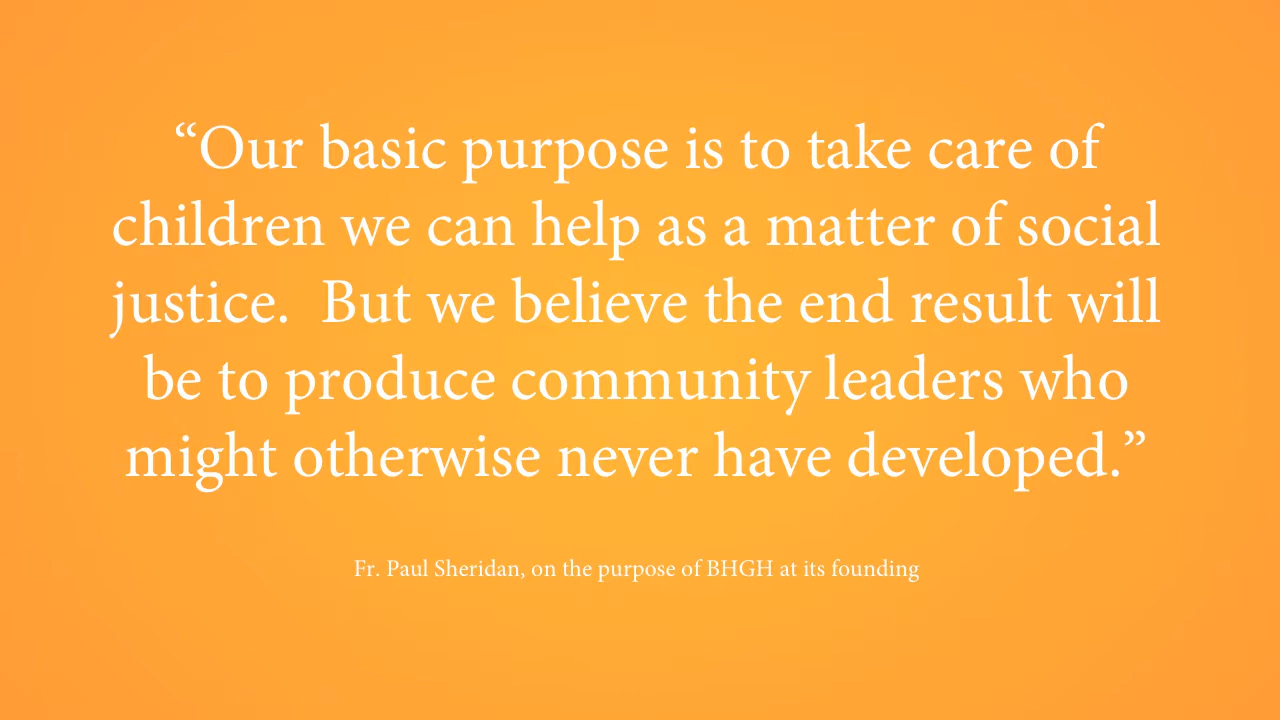 “Our basic purpose is to take care of
children we can help as a matter of social
justice.  But we believe the end result will
be to produce community leaders who
might otherwise never have developed.”
Fr. Paul Sheridan, on the purpose of BHGH at its founding